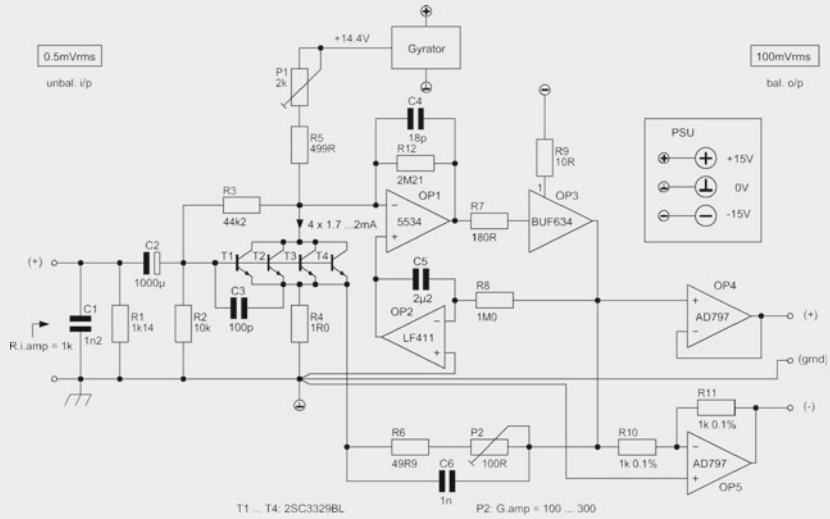 0.5mVrms
unbal. i/p
+14.4V
Gyrator
100mVrms
bal. o/p
P1
2k
C4
18p
R5
499R
R12
2M21
R9
10R
PSU
+15V
0V
-15V
R3
44k2
OP1
5534
R7
180R
1
OP3
BUF634
4 x 1.7 ...2mA
(+)
C2
1000µ
T1
T2
T3
T4
C5
2µ2
R8
1M0
OP4
AD797
(+)
C1
1n2
R1
1k14
R2
10k
C3
100p
R4
1R0
OP2
LF411
R.i.amp = 1k
(grnd)
R11
1k 0.1%
(-)
R6
49R9
P2
100R
R10
1k 0.1%
AD797
OP5
C6
1n
T1 ... T4: 2SC3329BL
P2: G.amp = 100 ... 300